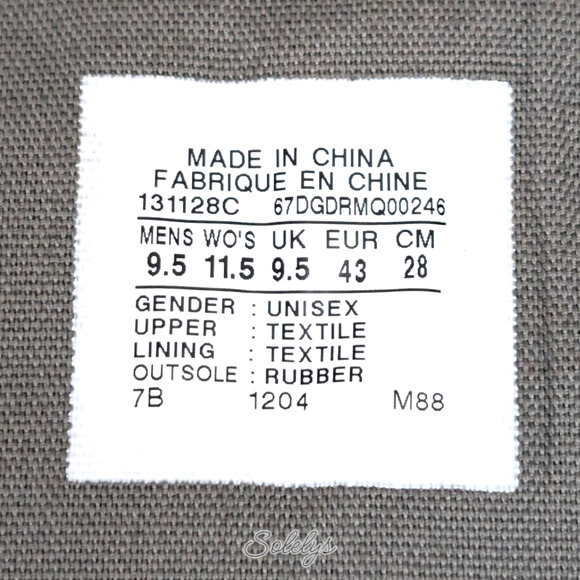 MADE IN CHINA
FABRIQUE EN CHINE
131128C 67DGDRMQ00246
MENS WO'S UK EUR CM
9.5 11.5 9.5 43 28
GENDER : UNISEX
UPPER : TEXTILE
LINING : TEXTILE
OUTSOLE : RUBBER
7B 1204 M88
Solelys